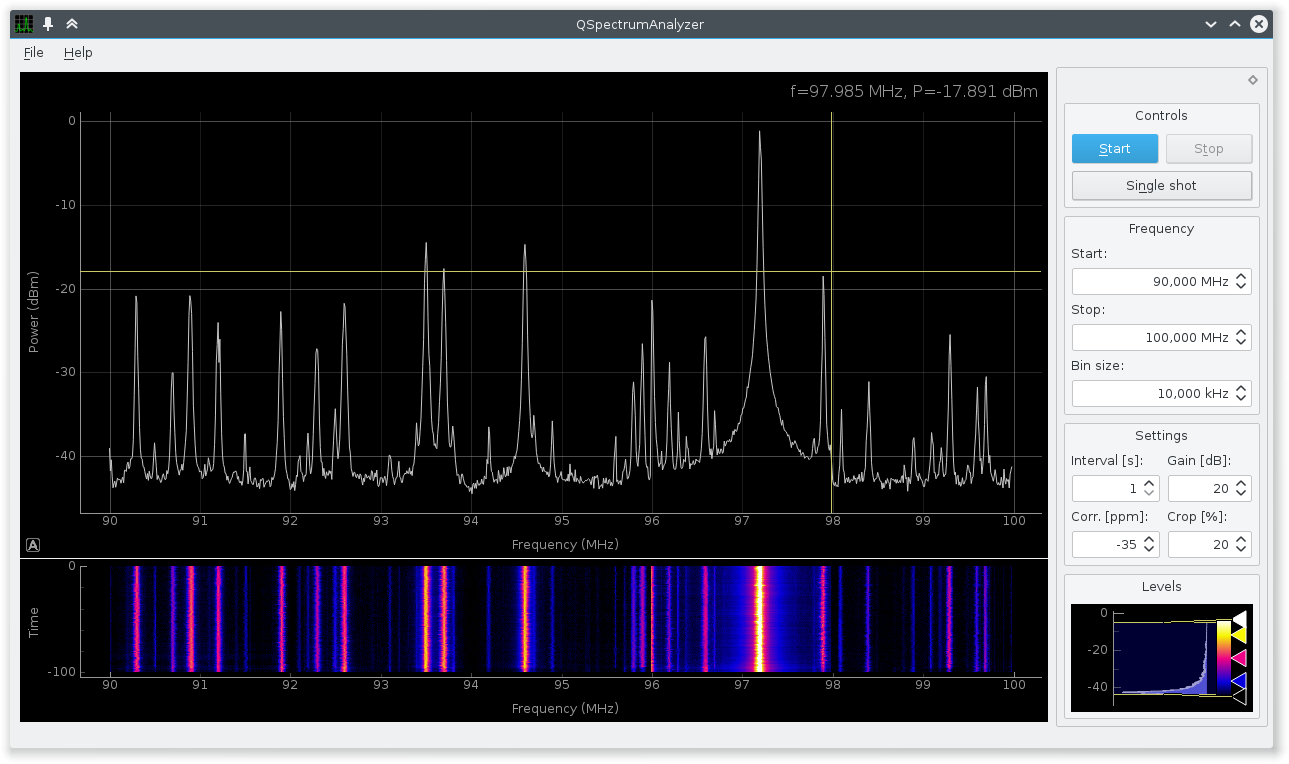 QSpectrumAnalyzer
File Help
f=97.985 MHz, P=-17.891 dBm
0
-10
-20
-30
-40
Power (dBm)
90 91 92 93 94 95 96 97 98 99 100
A
Frequency (MHz)
0
-100
Time
90 91 92 93 94 95 96 97 98 99 100
Frequency (MHz)
Controls
Start Stop
Single shot
Frequency
Start:
90,000 MHz
Stop:
100,000 MHz
Bin size:
10,000 kHz
Settings
Interval [s]: Gain [dB]:
1 20
Corr. [ppm]: Crop [%]:
-35 20
Levels
0
-20
-40